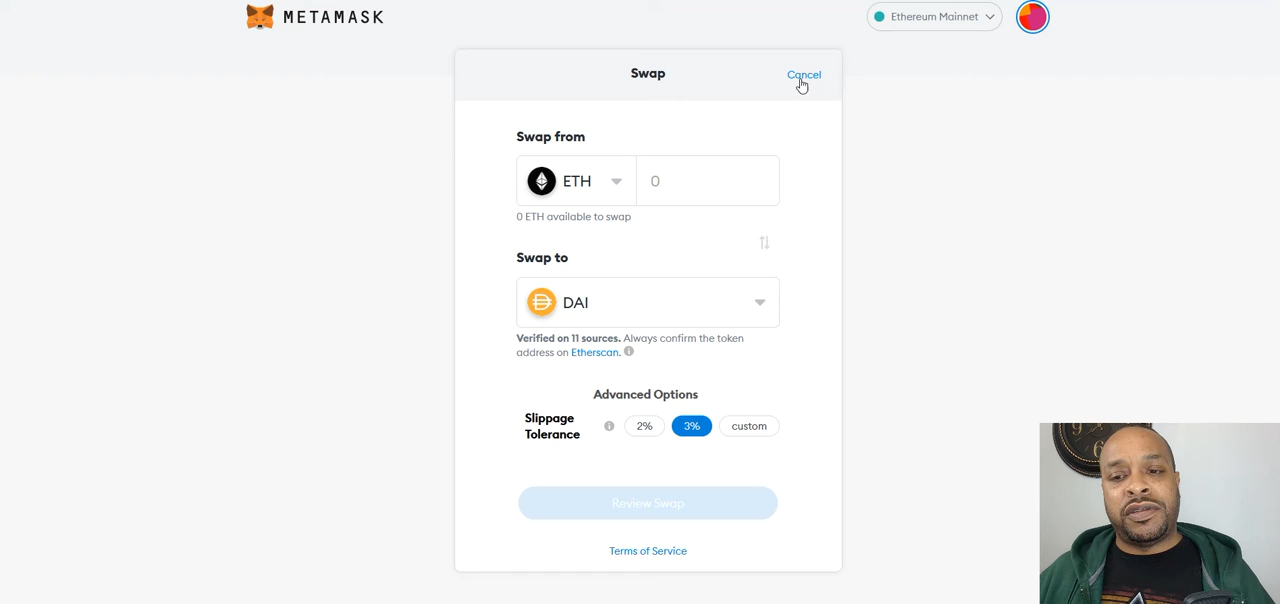 METAMASK
Ethereum Mainnet
Swap
Cancel
Swap from
ETH
0
0 ETH available to swap
Swap to
DAI
Verified on 11 sources. Always confirm the token
address on Etherscan.
Advanced Options
Slippage
Tolerance
2%
3%
custom
Review Swap
Terms of Service